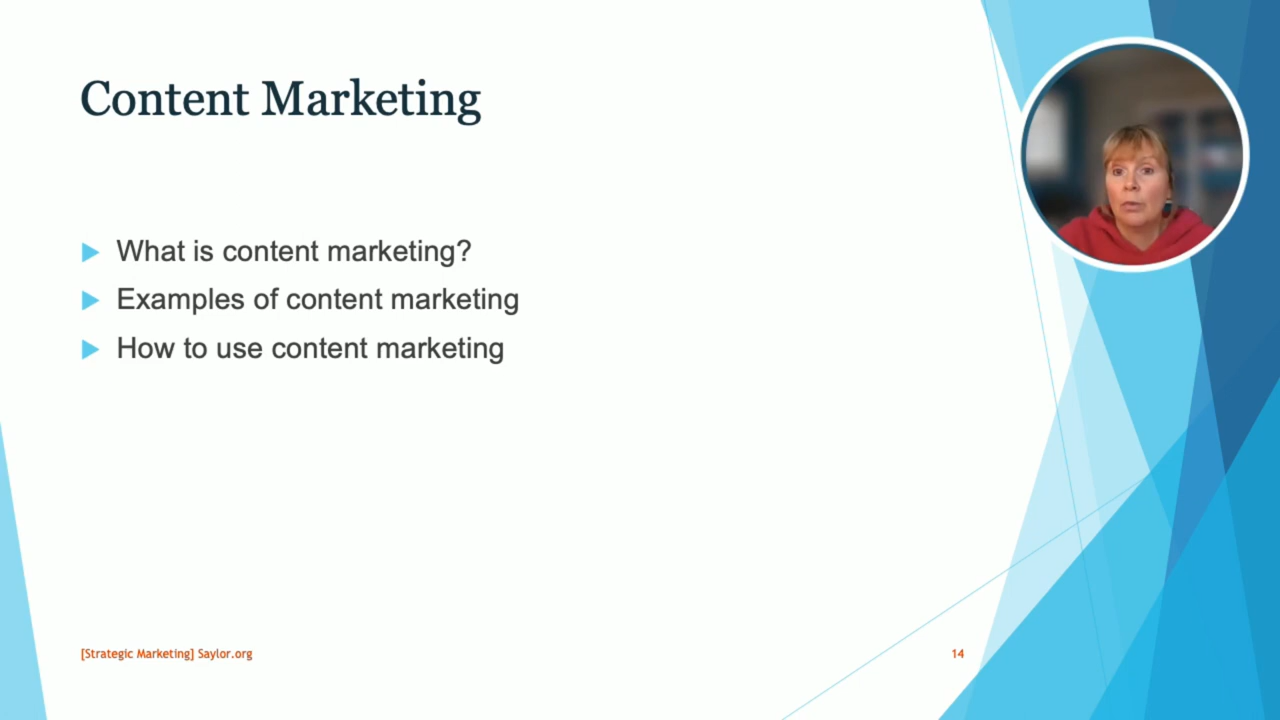 Content Marketing
What is content marketing?
Examples of content marketing
How to use content marketing
[Strategic Marketing] Saylor.org
14